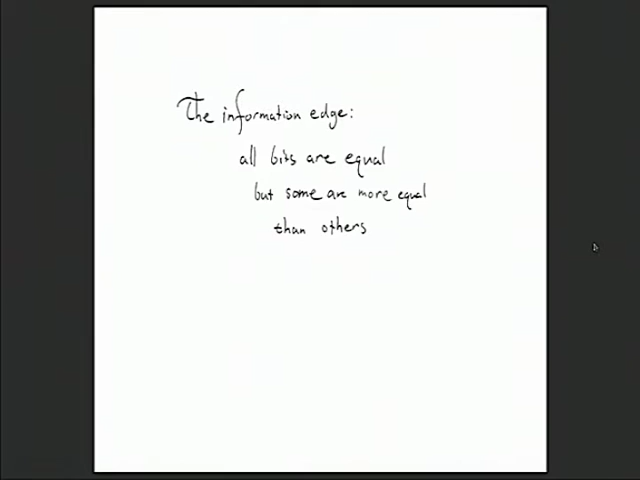 The information edge:
all bits are equal
but some are more equal
than others